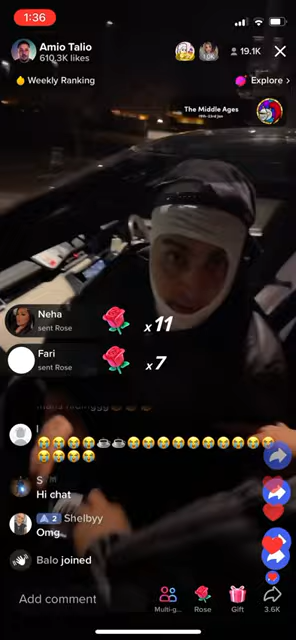 1:36
Amio Talio
610.3K likes
19.1K
Weekly Ranking
Explore >
The Middle Ages
Neha
sent Rose
x11
Fari
sent Rose
x7
S
Hi chat
2 Shelbyy
Omg
Balo joined
Add comment
Multi-g...
Rose
Gift
3.6K